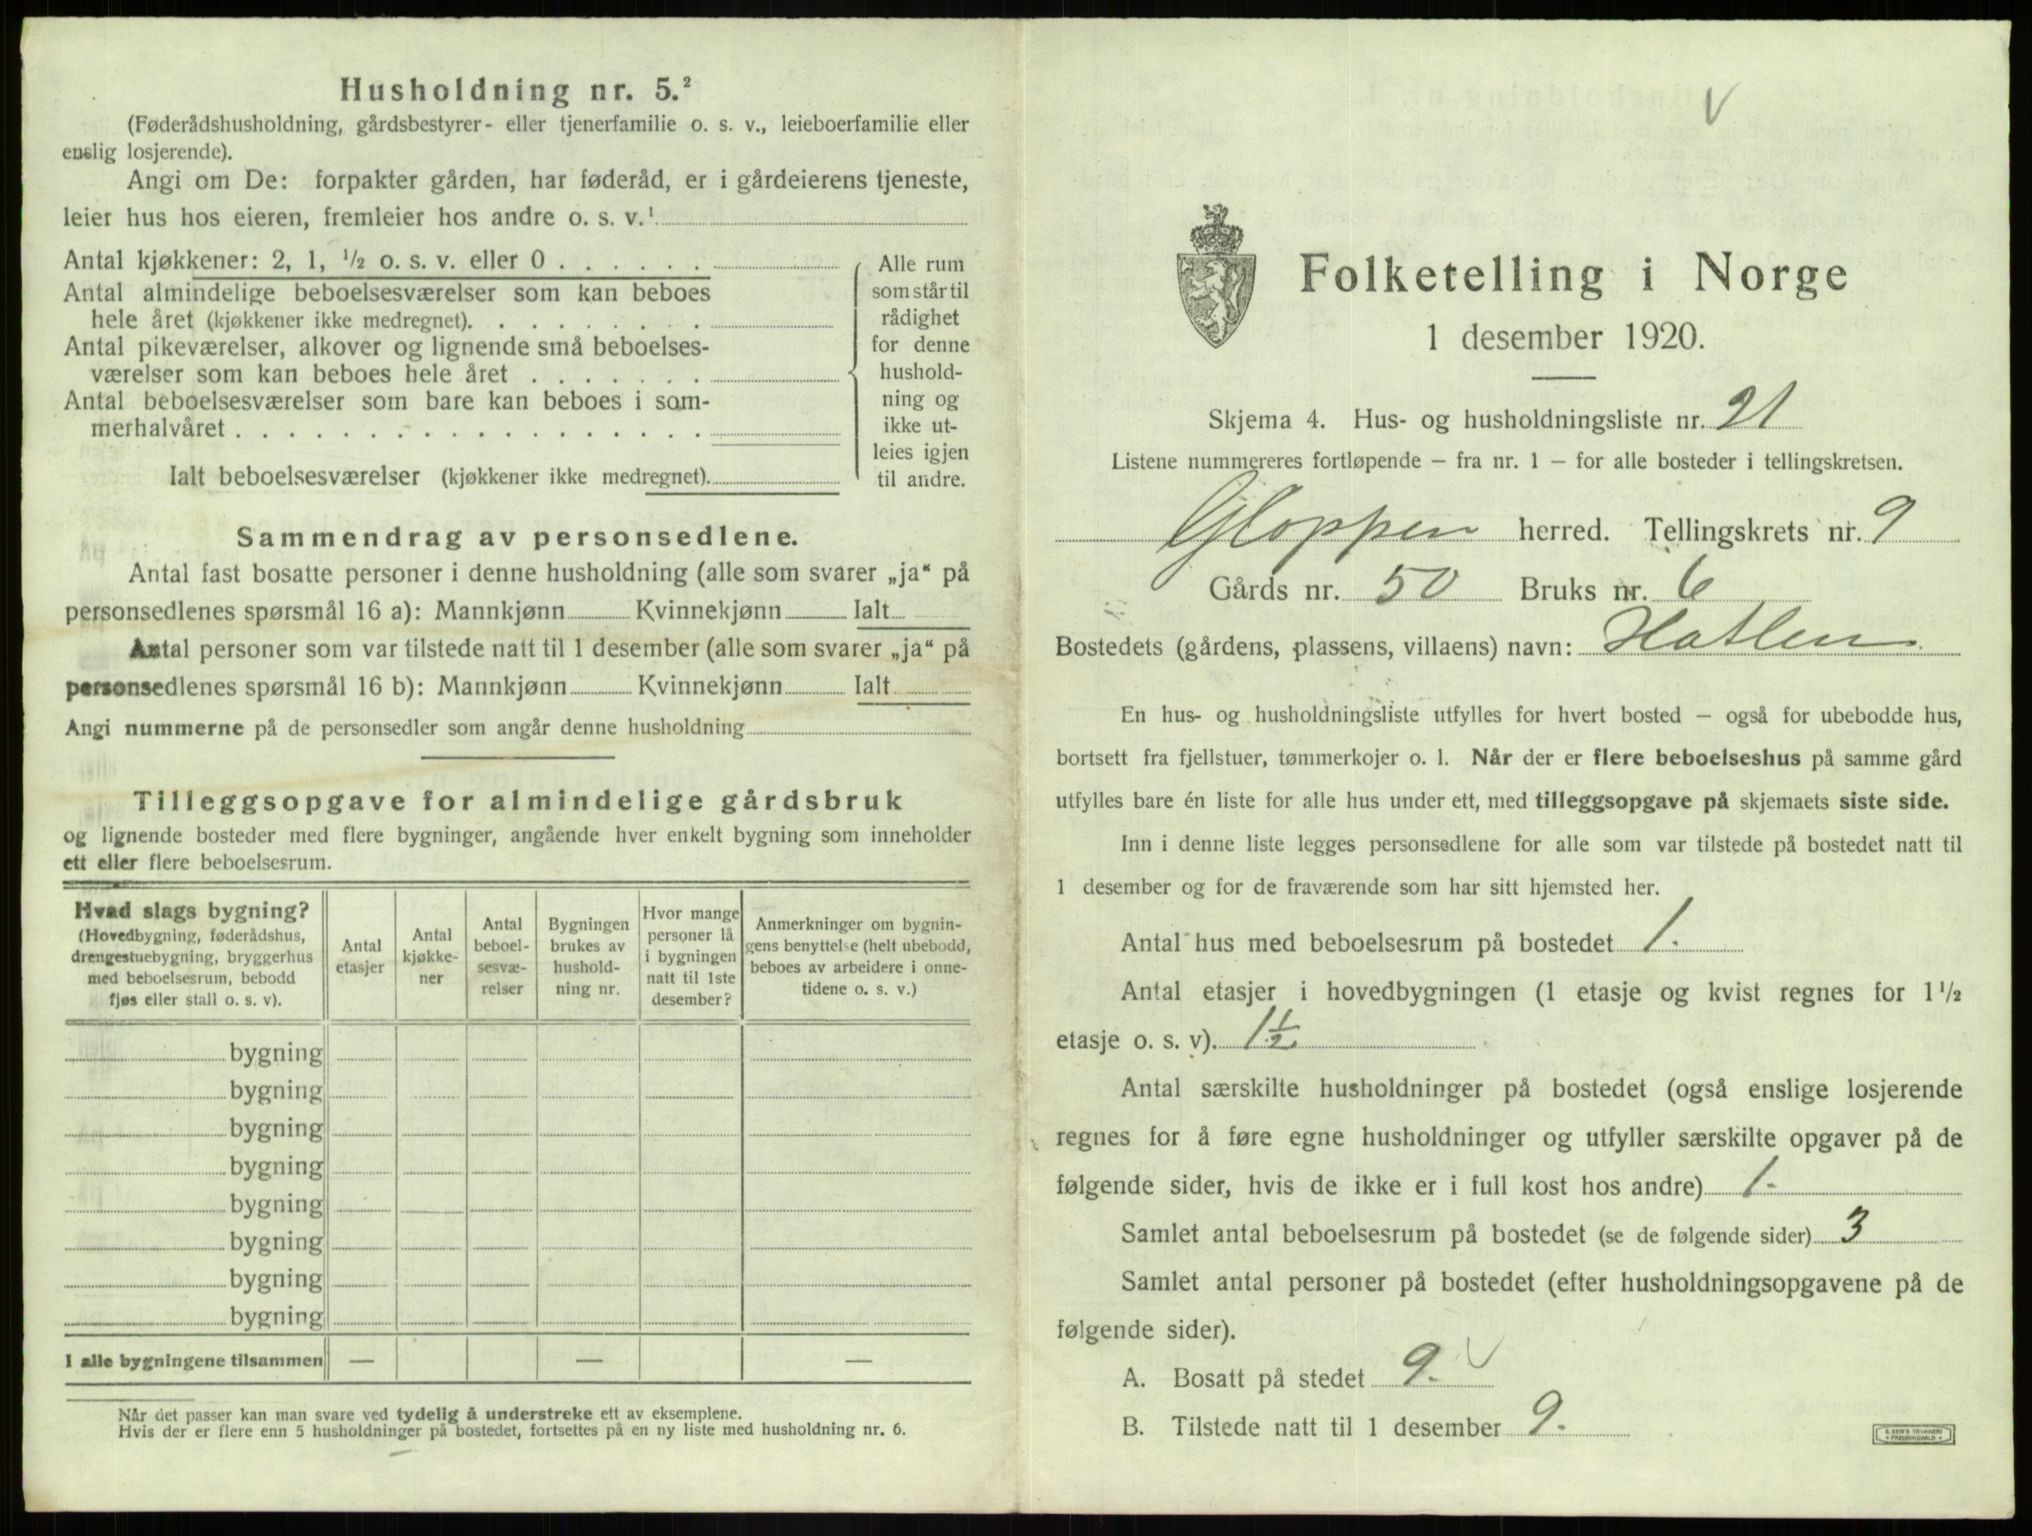 Husholdning nr. 5.²
(Føderådshusholdning, gårdsbestyrer- eller tjenerfamilie o. s. v., leieboerfamilie eller
enslig losjerende).
Angi om De: forpakter gården, har føderåd, er i gårdeierens tjeneste,
leier hus hos eieren, fremleier hos andre o. s. v.¹
Antal kjøkkener: 2, 1, ½ o. s. v. eller 0 . . . . . .
Antal almindelige beboelsesværelser som kan beboes
hele året (kjøkkener ikke medregnet). . . . . . . . .
Antal pikeværelser, alkover og lignende små beboelses-
værelser som kan beboes hele året . . . . . . .
Antal beboelsesværelser som bare kan beboes i som-
merhalvåret . . . . . . . . . . . . . . . . . .
Ialt beboelsesværelser (kjøkkener ikke medregnet).
Alle rum
som står til
rådighet
for denne
hushold-
ning og
ikke ut-
leies igjen
til andre.
Sammendrag av personsedlene.
Antal fast bosatte personer i denne husholdning (alle som svarer „ja“ på
personsedlenes spørsmål 16 a): Mannkjønn Kvinnekjønn Ialt
Antal personer som var tilstede natt til 1 desember (alle som svarer „ja“ på
personsedlenes spørsmål 16 b): Mannkjønn Kvinnekjønn Ialt
Angi nummerne på de personsedler som angår denne husholdning
Tilleggsopgave for almindelige gårdsbruk
og lignende bosteder med flere bygninger, angående hver enkelt bygning som inneholder
ett eller flere beboelsesrum.
Hvad slags bygning?
(Hovedbygning, føderådshus,
drengestuebygning, bryggerhus
med beboelsesrum, bebodd
fjøs eller stall o. s. v).
Antal
etasjer
Antal
kjøkke-
ner
Antal
beboel-
sesvæ-
relser
Bygningen
brukes av
hushold-
ning nr.
Hvor mange
personer lå
i bygningen
natt til 1ste
desember?
Anmerkninger om bygnin-
gens benyttelse (helt ubebodd,
beboes av arbeidere i onne-
tidene o. s. v.)
bygning
bygning
bygning
bygning
bygning
bygning
bygning
bygning
I alle bygningene tilsammen — — —
Når det passer kan man svare ved tydelig å understreke ett av eksemplene.
Hvis der er flere enn 5 husholdninger på bostedet, fortsettes på en ny liste med husholdning nr. 6.
Folketelling i Norge
1 desember 1920.
Skjema 4. Hus- og husholdningsliste nr. 21
Listene nummereres fortløpende – fra nr. 1 – for alle bosteder i tellingskretsen.
Gloppen herred. Tellingskrets nr. 9
Gårds nr. 50 Bruks nr. 6
Bostedets (gårdens, plassens, villaens) navn: Hatlen
En hus- og husholdningsliste utfylles for hvert bosted – også for ubebodde hus,
bortsett fra fjellstuer, tømmerkojer o. l. Når der er flere beboelseshus på samme gård
utfylles bare én liste for alle hus under ett, med tilleggsopgave på skjemaets siste side.
Inn i denne liste legges personsedlene for alle som var tilstede på bostedet natt til
1 desember og for de fraværende som har sitt hjemsted her.
Antal hus med beboelsesrum på bostedet 1.
Antal etasjer i hovedbygningen (1 etasje og kvist regnes for 1½
etasje o. s. v). 1½
Antal særskilte husholdninger på bostedet (også enslige losjerende
regnes for å føre egne husholdninger og utfyller særskilte opgaver på de
følgende sider, hvis de ikke er i full kost hos andre) 1.
Samlet antal beboelsesrum på bostedet (se de følgende sider) 3
Samlet antal personer på bostedet (efter husholdningsopgavene på de
følgende sider).
A. Bosatt på stedet 9.
B. Tilstede natt til 1 desember 9.